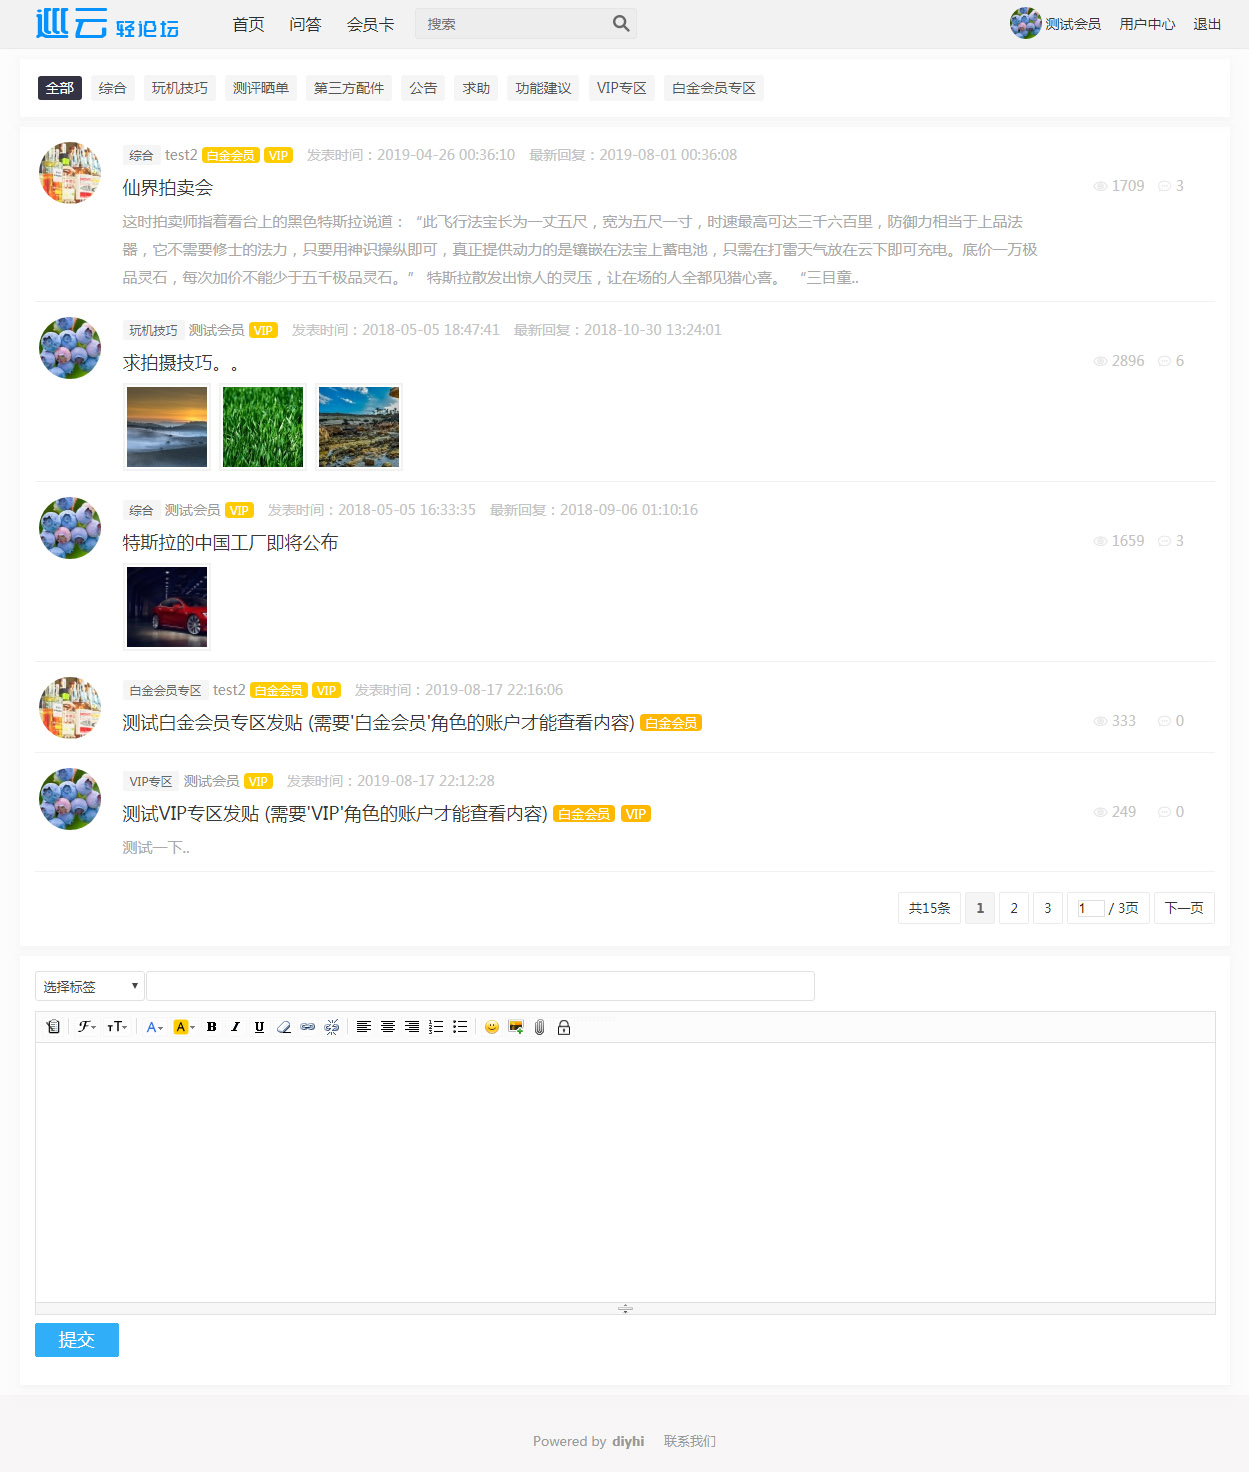 巡云 轻论坛 首页 问答 会员卡 搜索 测试会员 用户中心 退出
全部 综合 玩机技巧 测评晒单 第三方配件 公告 求助 功能建议 VIP专区 白金会员专区
综合 test2 白金会员 VIP 发表时间：2019-04-26 00:36:10 最新回复：2019-08-01 00:36:08
仙界拍卖会 1709 3
这时拍卖师指着看台上的黑色特斯拉说道：“此飞行法宝长为一丈五尺，宽为五尺一寸，时速最高可达三千六百里，防御力相当于上品法
器，它不需要修士的法力，只要用神识操纵即可，真正提供动力的是镶嵌在法宝上蓄电池，只需在打雷天气放在云下即可充电。底价一万极
品灵石，每次加价不能少于五千极品灵石。” 特斯拉散发出惊人的灵压，让在场的人全都见猎心喜。 “三目童..
玩机技巧 测试会员 VIP 发表时间：2018-05-05 18:47:41 最新回复：2018-10-30 13:24:01
求拍摄技巧。。 2896 6
综合 测试会员 VIP 发表时间：2018-05-05 16:33:35 最新回复：2018-09-06 01:10:16
特斯拉的中国工厂即将公布 1659 3
白金会员专区 test2 白金会员 VIP 发表时间：2019-08-17 22:16:06
测试白金会员专区发贴 (需要'白金会员'角色的账户才能查看内容) 白金会员 333 0
VIP专区 测试会员 VIP 发表时间：2019-08-17 22:12:28
测试VIP专区发贴 (需要'VIP'角色的账户才能查看内容) 白金会员 VIP 249 0
测试一下..
共15条 1 2 3 1 / 3页 下一页
选择标签
提交
Powered by diyhi 联系我们